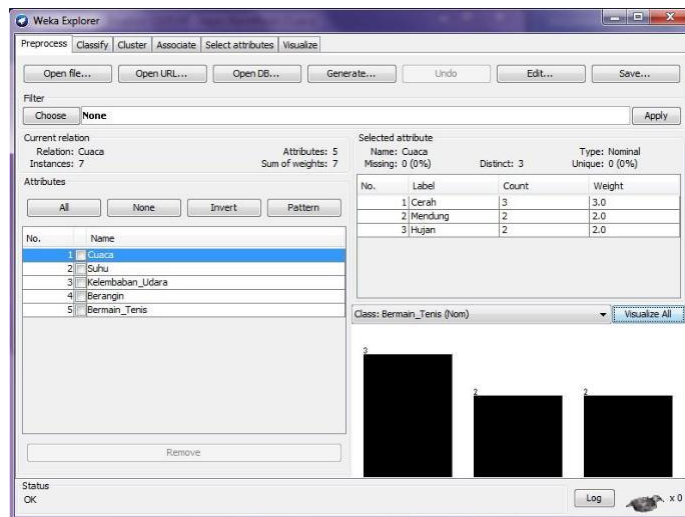 Weka Explorer
Preprocess Classify Cluster Associate Select attributes Visualize
Open file... Open URL... Open DB... Generate... Undo Edit... Save...
Filter
Choose None Apply
Current relation
Relation: Cuaca Attributes: 5
Instances: 7 Sum of weights: 7
Attributes
All None Invert Pattern
No. Name
1 Cuaca
2 Suhu
3 Kelembaban_Udara
4 Berangin
5 Bermain_Tenis
Remove
Selected attribute
Name: Cuaca Type: Nominal
Missing: 0 (0%) Distinct: 3 Unique: 0 (0%)
No. Label Count Weight
1 Cerah 3 3.0
2 Mendung 2 2.0
3 Hujan 2 2.0
Class: Bermain_Tenis (Nom) Visualize All
3 2 2
Status
OK Log x 0